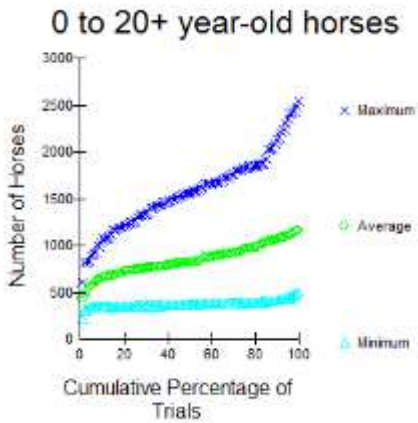 0 to 20+ year-old horses
3000
2500
2000
1500
1000
500
0
Number of Horses
0 20 40 60 80 100
Cumulative Percentage of
Trials
Maximum
Average
Minimum